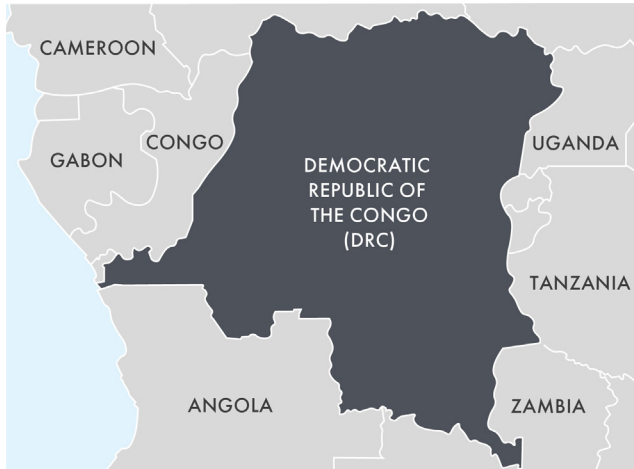 CAMEROON
CONGO
GABON
UGANDA
DEMOCRATIC
REPUBLIC OF
THE CONGO
(DRC)
TANZANIA
ANGOLA
ZAMBIA